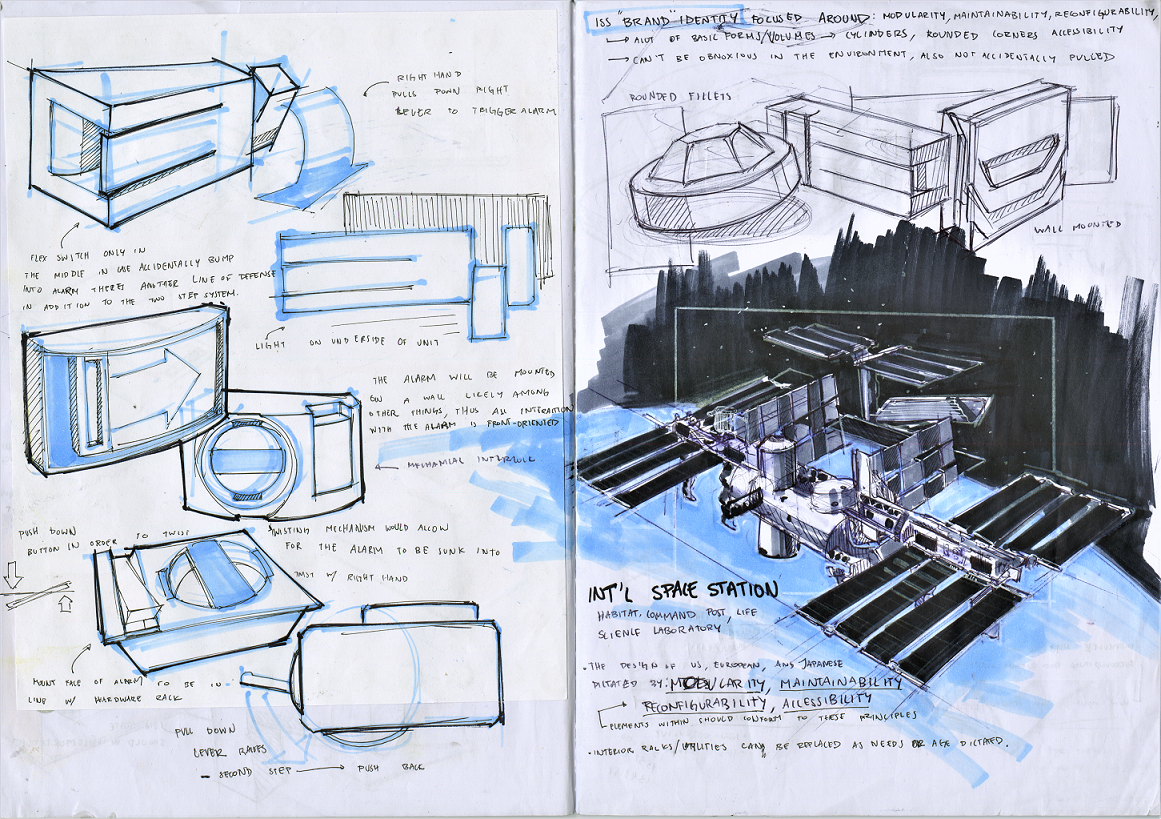 RIGHT HAND
PULLS DOWN RIGHT
LEVER TO TRIGGER ALARM
FLEX SWITCH ONLY IN
THE MIDDLE IN CASE ACCIDENTALLY BUMP
INTO ALARM THERES ANOTHER LINE OF DEFENSE
IN ADDITION TO THE TWO STEP SYSTEM.
LIGHT ON UNDERSIDE OF UNIT
THE ALARM WILL BE MOUNTED
ON A WALL LIKELY AMONG
OTHER THINGS, THUS ALL INTERATION
WITH THE ALARM IS FRONT-ORIENTED
MECHANICAL INTERLOCK
PUSH DOWN
BUTTON IN ORDER TO TWIST
TWISTING MECHANISM WOULD ALLOW
FOR THE ALARM TO BE SUNK INTO
TWIST W/ RIGHT HAND
MOUNT FACE OF ALARM TO BE IN
LINE W/ HARDWARE RACK
PULL DOWN
LEVER RAISES
- SECOND STEP → PUSH BACK
ISS "BRAND" IDENTITY FOCUSED AROUND: MODULARITY, MAINTAINABILITY, RECONFIGURABILITY,
→ ALOT OF BASIC FORMS/VOLUMES → CYLINDERS, ROUNDED CORNERS ACCESSIBILITY
→ CAN'T BE OBNOXIOUS IN THE ENVIRONMENT, ALSO NOT ACCIDENTALLY PULLED
ROUNDED FILLETS
WALL MOUNTED
INT'L SPACE STATION
HABITAT, COMMAND POST, LIFE
SCIENCE LABORATORY
• THE DESIGN OF US, EUROPEAN, AND JAPANESE
DICTATED BY: MODULARITY, MAINTAINABILITY
RECONFIGURABILITY, ACCESSIBILITY
ELEMENTS WITHIN SHOULD CONFORM TO THESE PRINCIPLES
• INTERIOR RACKS/UTILITIES CAN BE REPLACED AS NEEDS OR AGE DICTATED.